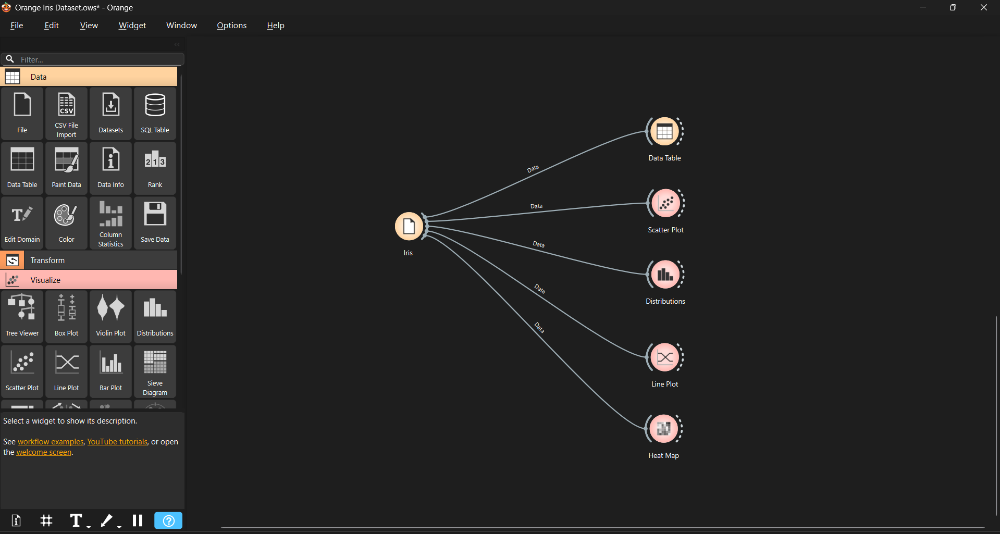 Orange Iris Dataset.ows* - Orange
File Edit View Widget Window Options Help
Filter...
Data
File
CSV File
Import
CSV
Datasets
SQL Table
Data Table
Paint Data
Data Info
2 1 3
Rank
Edit Domain
Color
Column
Statistics
Save Data
Transform
Visualize
Tree Viewer
Box Plot
Violin Plot
Distributions
Scatter Plot
Line Plot
Bar Plot
Sieve
Diagram
Select a widget to show its description.
See workflow examples, YouTube tutorials, or open
the welcome screen.
Iris
Data
Data
Data
Data
Data
Data Table
Scatter Plot
Distributions
Line Plot
Heat Map